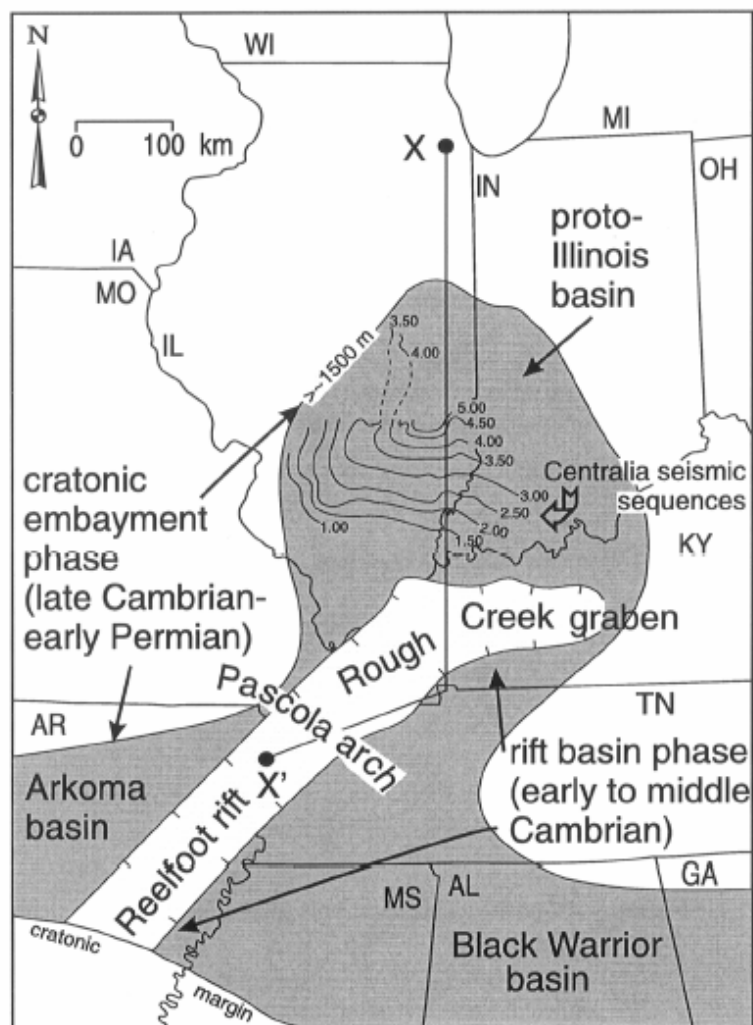 N
WI
0 100 km
X
MI
IN
OH
proto-
Illinois
basin
IA
MO
IL
>~1500 m
3.50
4.00
5.00
4.50
4.00
3.50
3.00
2.50
2.00
1.50
1.00
Centralia seismic
sequences
cratonic
embayment
phase
(late Cambrian-
early Permian)
KY
Rough Creek graben
Pascola arch
TN
AR
X'
rift basin phase
(early to middle
Cambrian)
Arkoma
basin
Reelfoot rift
MS
AL
GA
cratonic
margin
Black Warrior
basin